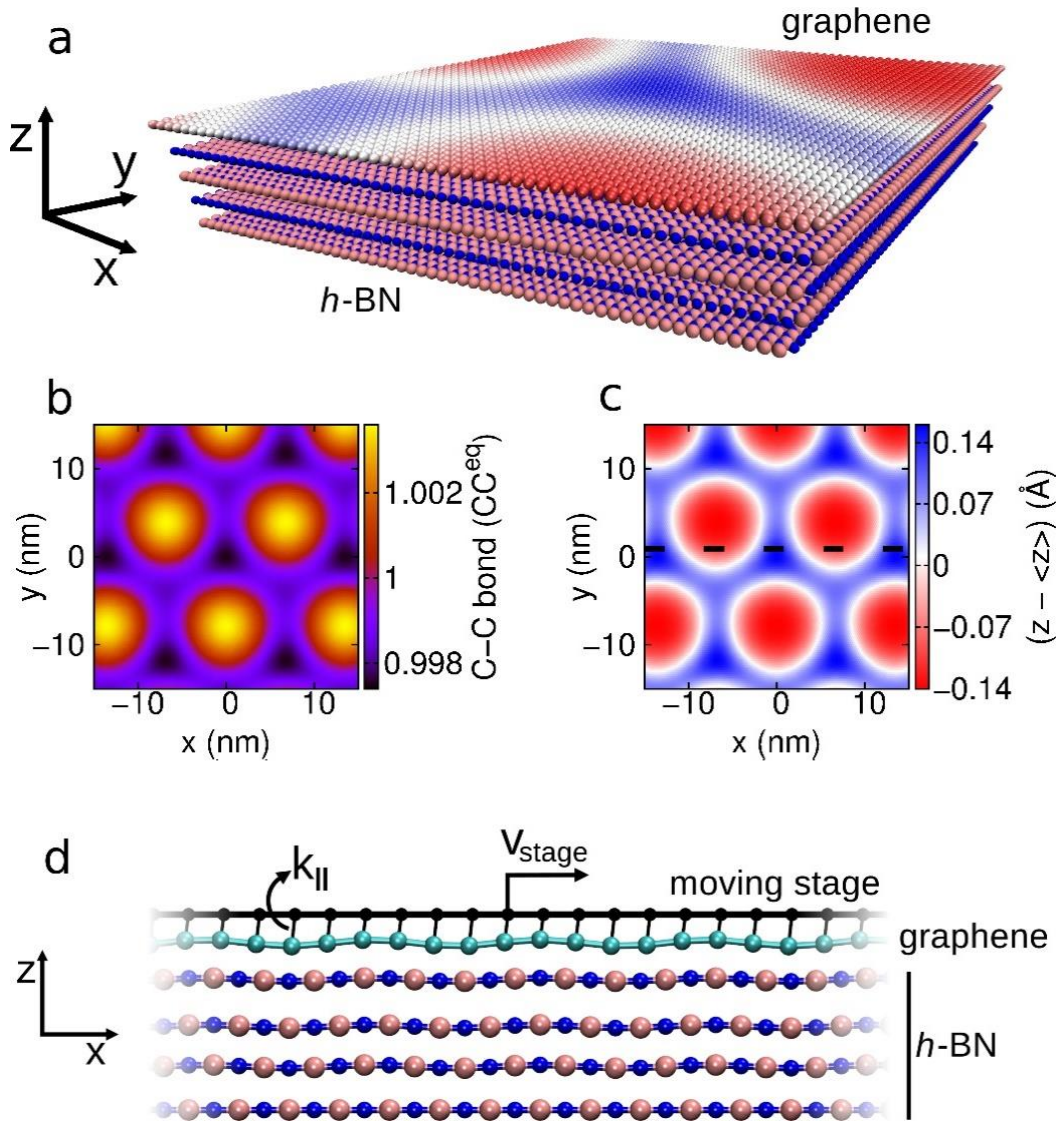 a
graphene
z
y
x
h-BN
b
y (nm)
10
0
−10
−10 0 10
x (nm)
1.002
1
0.998
C−C bond (CC^eq)
c
y (nm)
10
0
−10
−10 0 10
x (nm)
0.14
0.07
0
−0.07
−0.14
(z − <z>) (Å)
d
k_||
v_stage
moving stage
graphene
z
x
h-BN